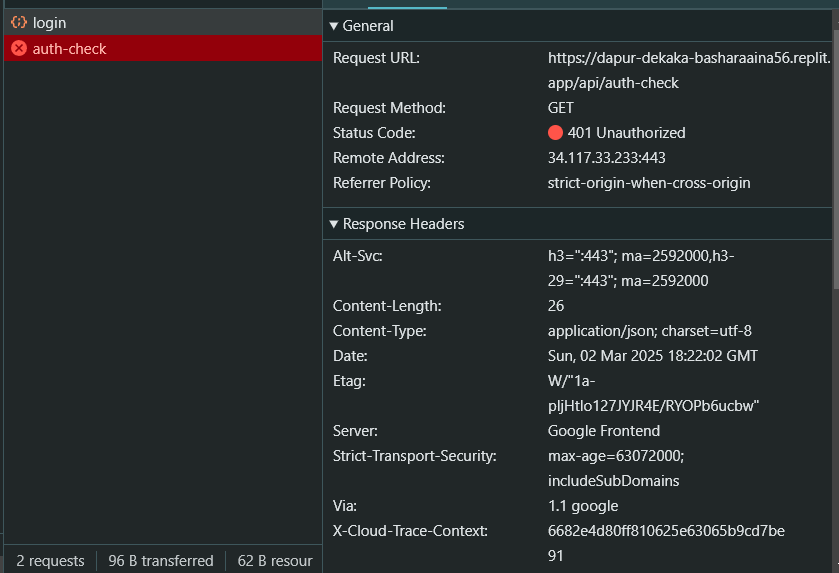 login
auth-check
2 requests
96 B transferred
62 B resour
General
Request URL:
https://dapur-dekaka-basharaaina56.replit.
app/api/auth-check
Request Method:
GET
Status Code:
401 Unauthorized
Remote Address:
34.117.33.233:443
Referrer Policy:
strict-origin-when-cross-origin
Response Headers
Alt-Svc:
h3=":443"; ma=2592000,h3-
29=":443"; ma=2592000
Content-Length:
26
Content-Type:
application/json; charset=utf-8
Date:
Sun, 02 Mar 2025 18:22:02 GMT
Etag:
W/"1a-
pljHtlo127JYJR4E/RYOPb6ucbw"
Server:
Google Frontend
Strict-Transport-Security:
max-age=63072000;
includeSubDomains
Via:
1.1 google
X-Cloud-Trace-Context:
6682e4d80ff810625e63065b9cd7be
91